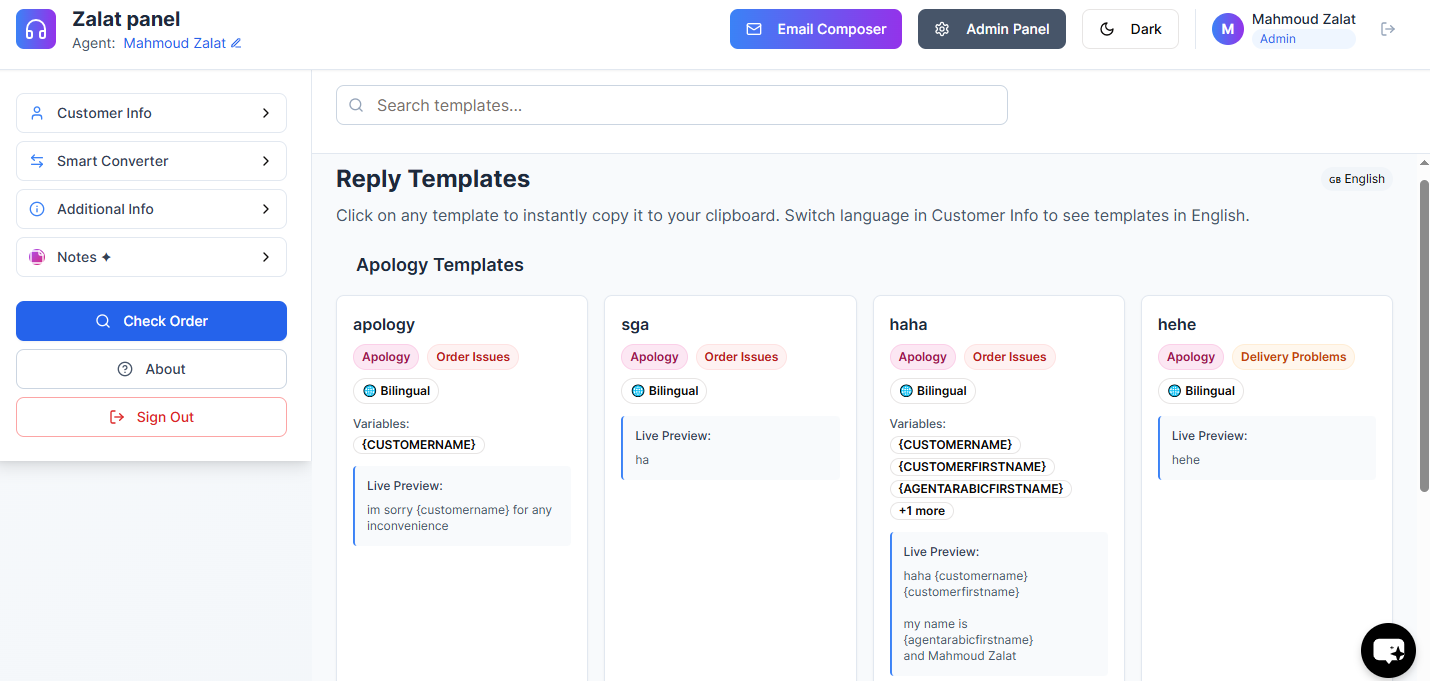 Zalat panel
Agent: Mahmoud Zalat
Email Composer
Admin Panel
Dark
M
Mahmoud Zalat
Admin
Customer Info
Smart Converter
Additional Info
Notes ✦
Check Order
About
Sign Out
Search templates...
Reply Templates
GB English
Click on any template to instantly copy it to your clipboard. Switch language in Customer Info to see templates in English.
Apology Templates
apology
Apology Order Issues
Bilingual
Variables:
{CUSTOMERNAME}
Live Preview:
im sorry {customername} for any
inconvenience
sga
Apology Order Issues
Bilingual
Live Preview:
ha
haha
Apology Order Issues
Bilingual
Variables:
{CUSTOMERNAME}
{CUSTOMERFIRSTNAME}
{AGENTARABICFIRSTNAME}
+1 more
Live Preview:
haha {customername}
{customerfirstname}
my name is
{agentarabicfirstname}
and Mahmoud Zalat
hehe
Apology Delivery Problems
Bilingual
Live Preview:
hehe